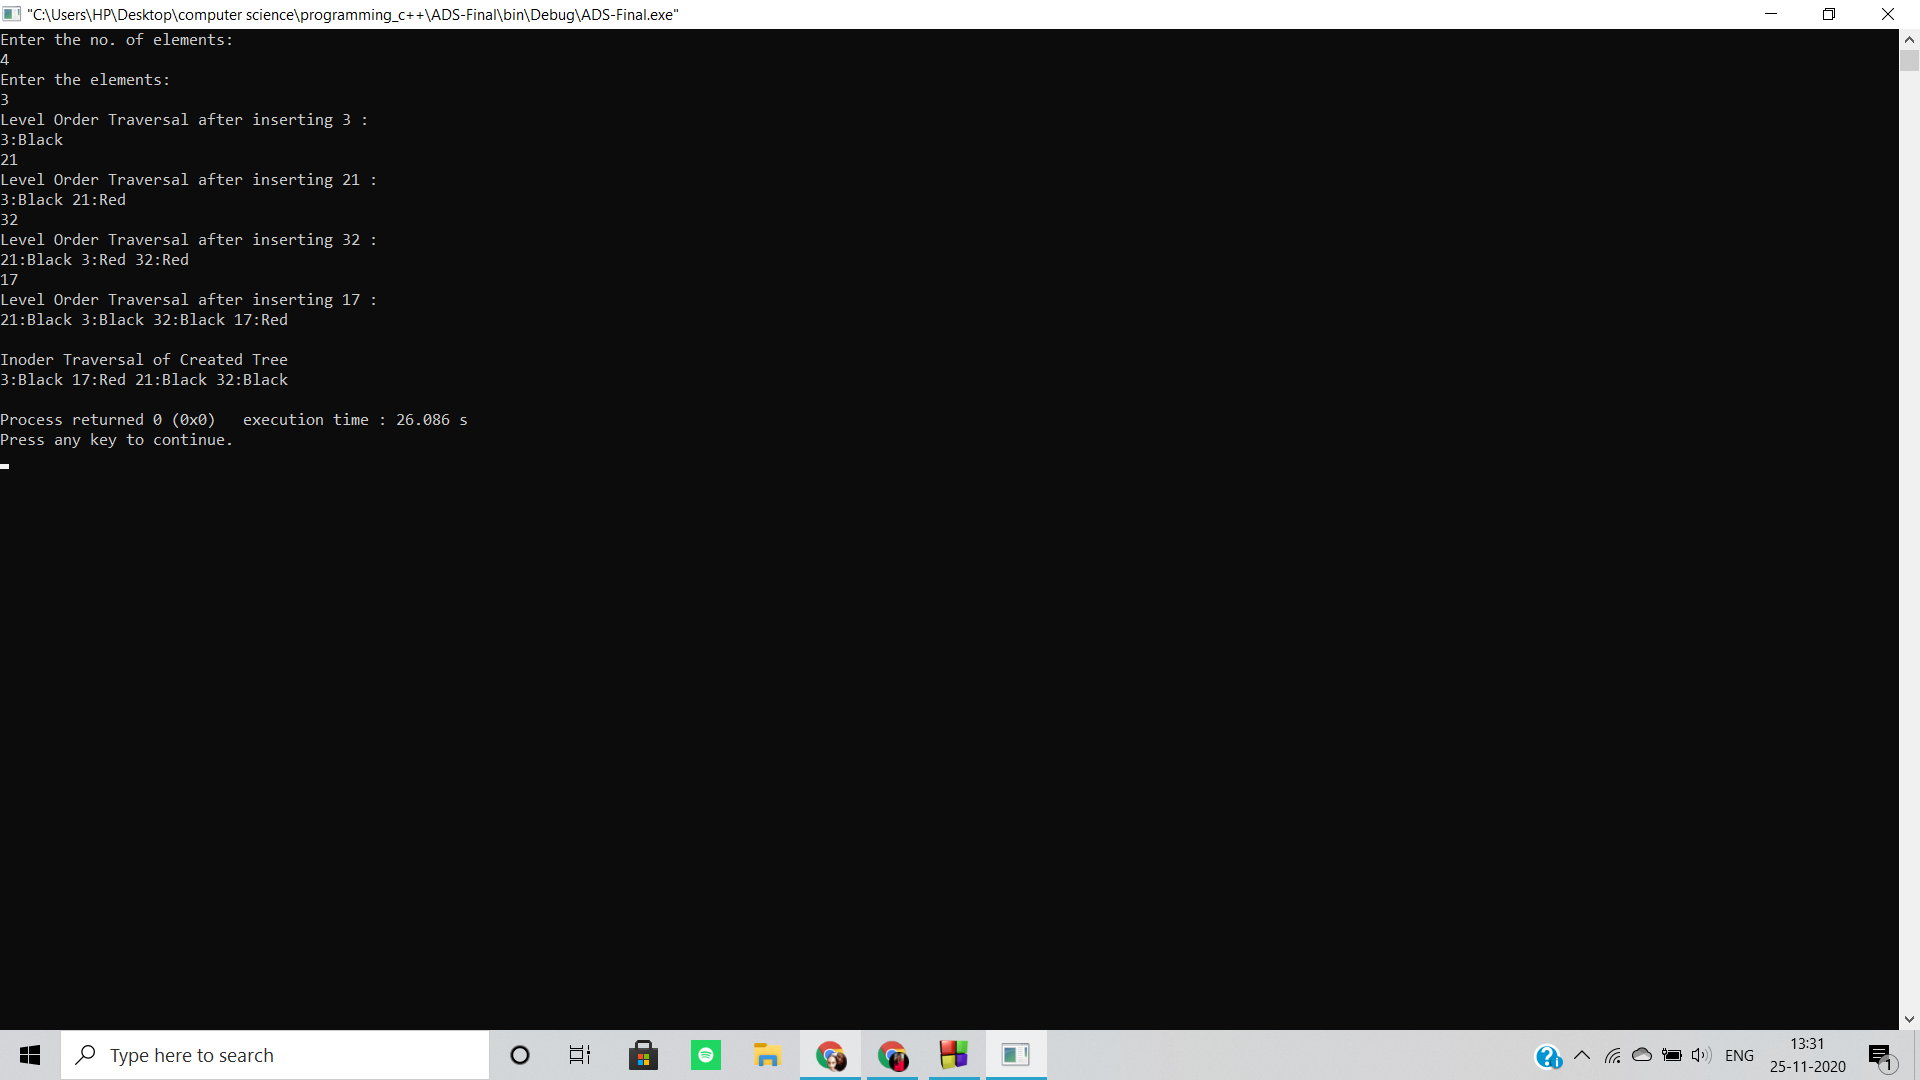 "C:\Users\HP\Desktop\computer science\programming_c++\ADS-Final\bin\Debug\ADS-Final.exe"
Enter the no. of elements:
4
Enter the elements:
3
Level Order Traversal after inserting 3 :
3:Black
21
Level Order Traversal after inserting 21 :
3:Black 21:Red
32
Level Order Traversal after inserting 32 :
21:Black 3:Red 32:Red
17
Level Order Traversal after inserting 17 :
21:Black 3:Black 32:Black 17:Red
Inoder Traversal of Created Tree
3:Black 17:Red 21:Black 32:Black
Process returned 0 (0x0)   execution time : 26.086 s
Press any key to continue.
Type here to search
ENG
13:31
25-11-2020
1